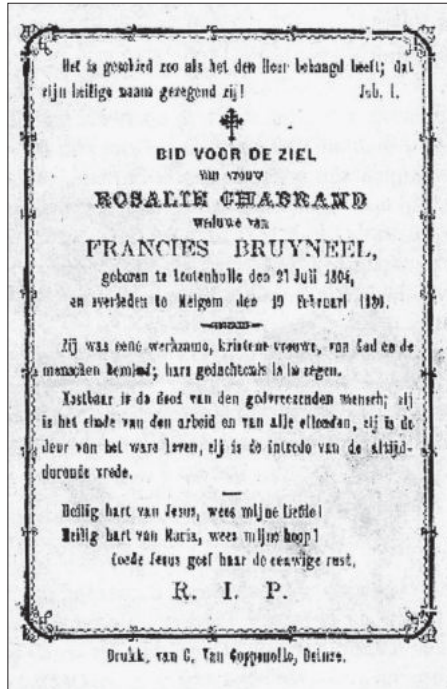 Het is geschied zoo als het den Heer behaagd heeft; dat
zijn heilige naam gezegend zij! Job. I.
BID VOOR DE ZIEL
van vrouw
ROSALIE CHABRAND
weduwe van
FRANCIES BRUYNEEL,
geboren te Lootenhulle den 21 Juli 1804,
en overleden te Meigem den 19 Februari
Zij was eene werkzame, kristene vrouwe, van God en de
menschen bemind; hare gedachtenis is in zegen.
Kostbaar is de dood van den godvreezenden mensch; zij
is het einde van den arbeid en van alle ellenden, zij is de
deur van het ware leven, zij is de intrede van de altijd-
durende vrede.
Heilig hart van Jesus, wees mijne liefde!
Heilig hart van Maria, wees mijne hoop!
Goede Jesus geef haar de eeuwige rust.
R. I. P.
Drukk. van C. Van Coppenolle, Deinze.